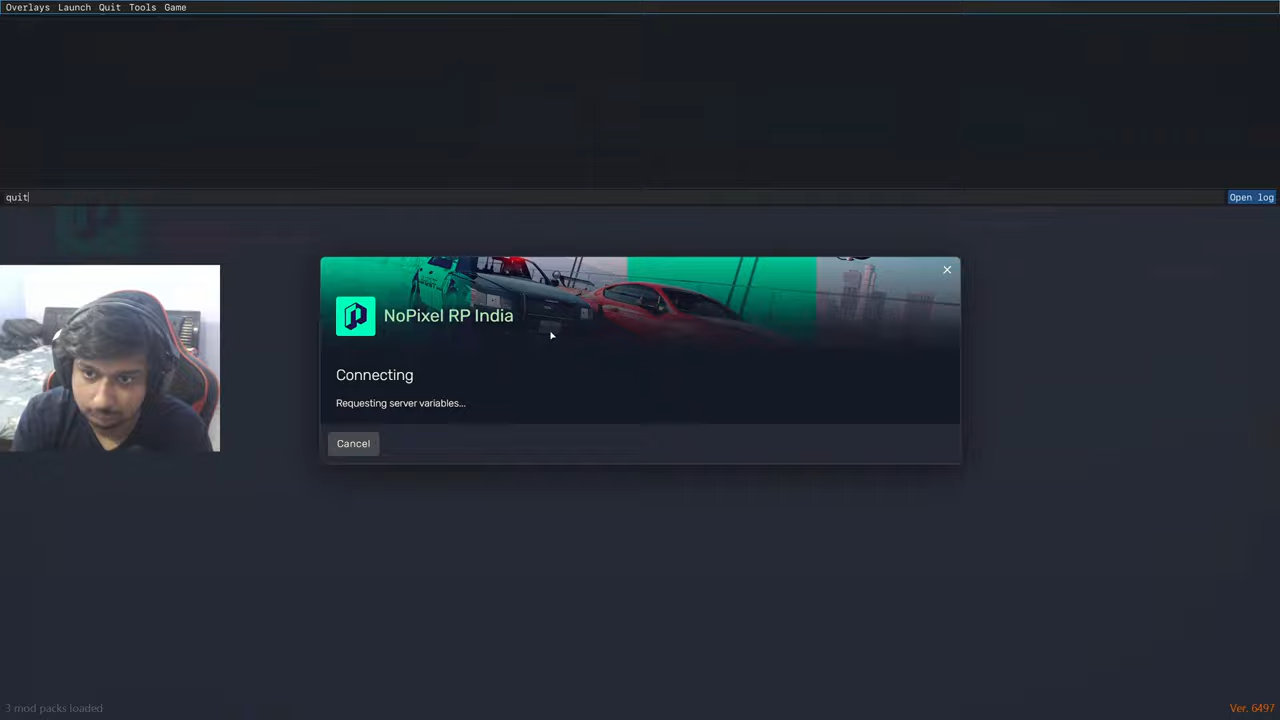 Overlays Launch Quit Tools Game
quit
Open log
NoPixel RP India
Connecting
Requesting server variables...
Cancel
3 mod packs loaded
Ver. 6497